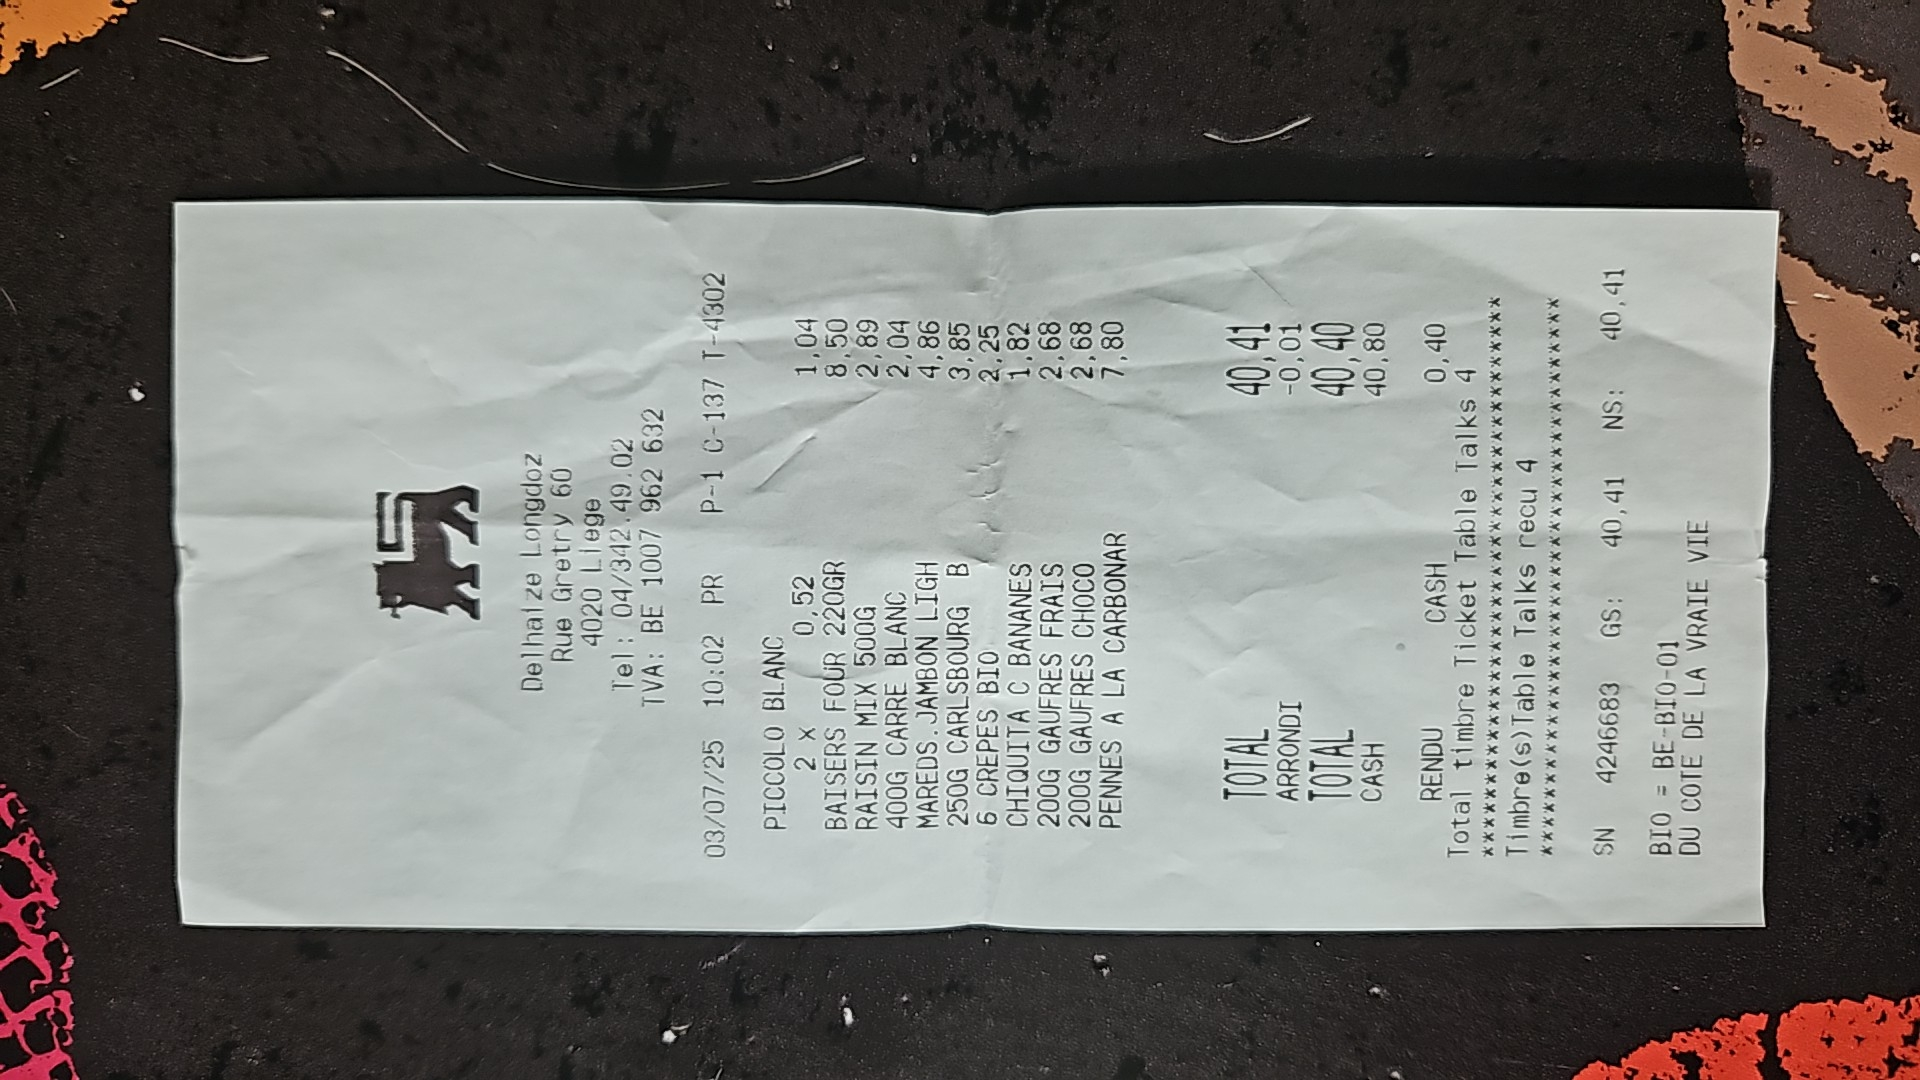 Delhaize Longdoz
Rue Gretry 60
4020 Liege
Tel : 04/342.49.02
TVA: BE 1007 962 632
03/07/25 10:02 PR P-1 C-137 T-4302
PICCOLO BLANC
2 x 0,52 1,04
BAISERS FOUR 220GR 8,50
RAISIN MIX 500G 2,89
400G CARRE BLANC 2,04
MAREDS.JAMBON LIGH 4,86
250G CARLSBOURG B 3,85
6 CREPES BIO 2,25
CHIQUITA C BANANES 1,82
200G GAUFRES FRAIS 2,68
200G GAUFRES CHOCO 2,68
PENNES A LA CARBONAR 7,80
TOTAL 40,41
ARRONDI -0,01
TOTAL 40,40
CASH 40,80
RENDU CASH 0,40
Total timbre Ticket Table Talks 4
****************************************
Timbre(s)Table Talks recu 4
****************************************
SN 4246683 GS: 40,41 NS: 40,41
BIO = BE-BIO-01
DU COTE DE LA VRAIE VIE